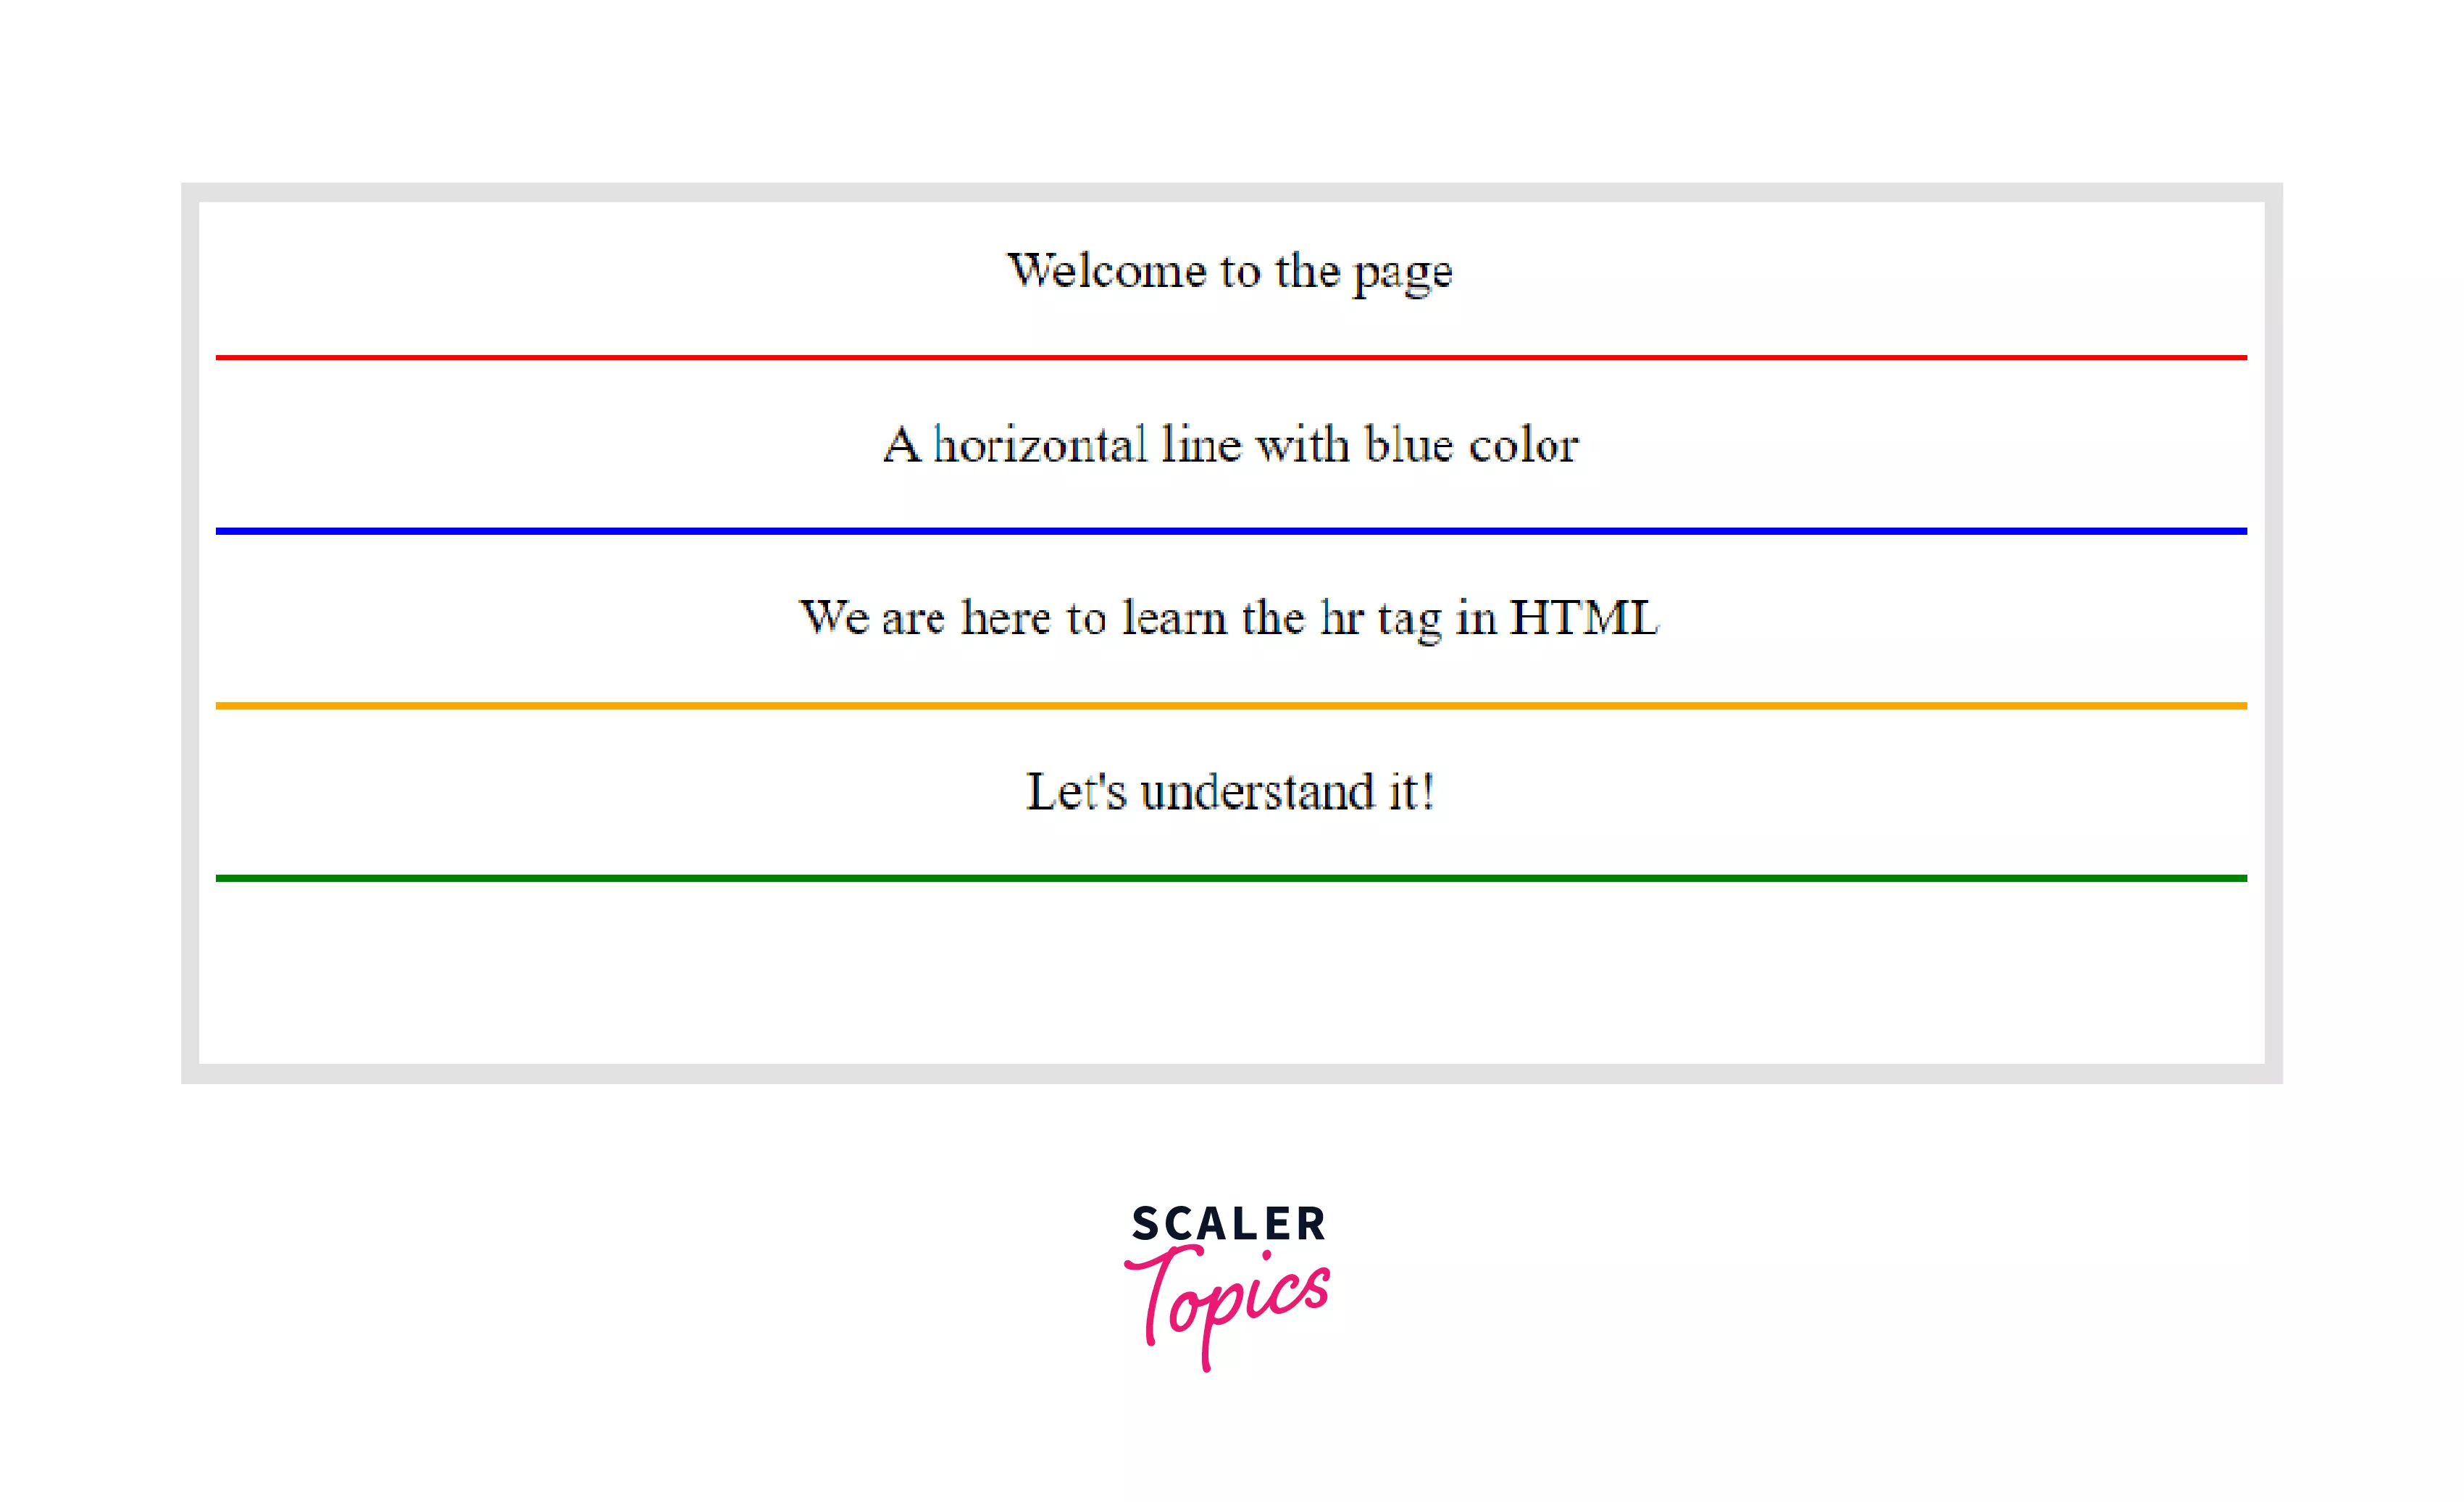 Welcome to the page
A horizontal line with blue color
We are here to learn the hr tag in HTML
Let's understand it!
SCALER
Topics